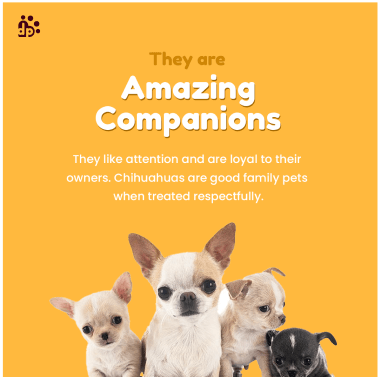 They are
Amazing
Companions
They like attention and are loyal to their
owners. Chihuahuas are good family pets
when treated respectfully.